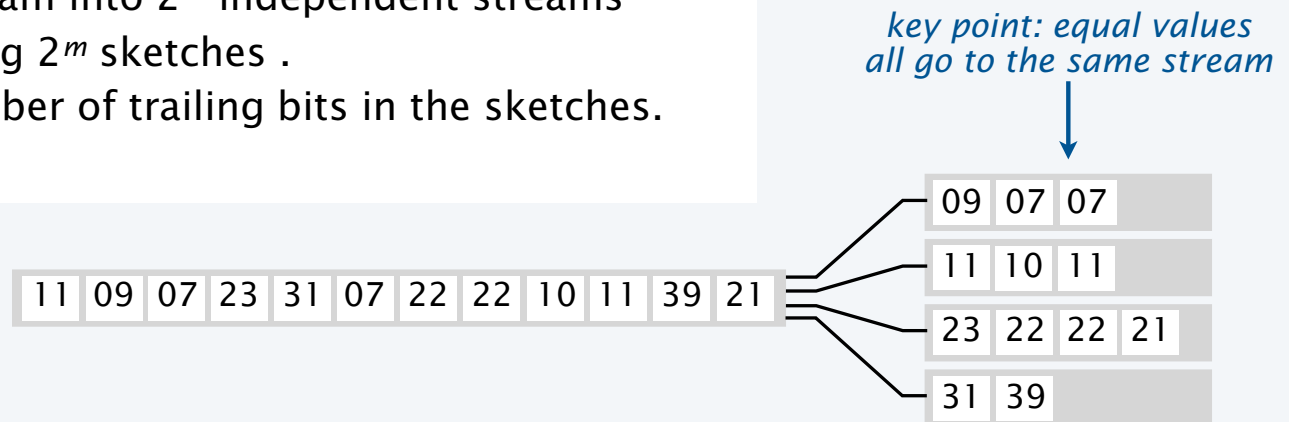 am into 2 independent streams
g 2ᵐ sketches .
ber of trailing bits in the sketches.
key point: equal values
all go to the same stream
11 09 07 23 31 07 22 22 10 11 39 21
09 07 07
11 10 11
23 22 22 21
31 39